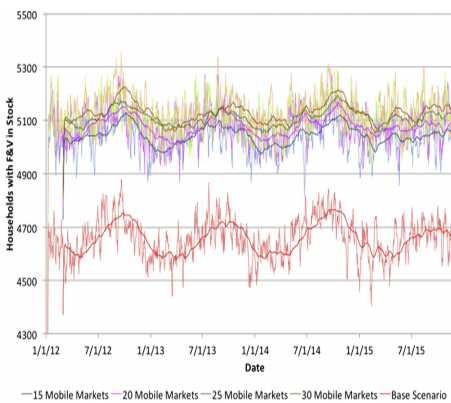 5500
5300
5100
4900
4700
4500
4300
Households with F&V in Stock
1/1/12 7/1/12 1/1/13 7/1/13 1/1/14 7/1/14 1/1/15 7/1/15
Date
15 Mobile Markets 20 Mobile Markets 25 Mobile Markets 30 Mobile Markets Base Scenario